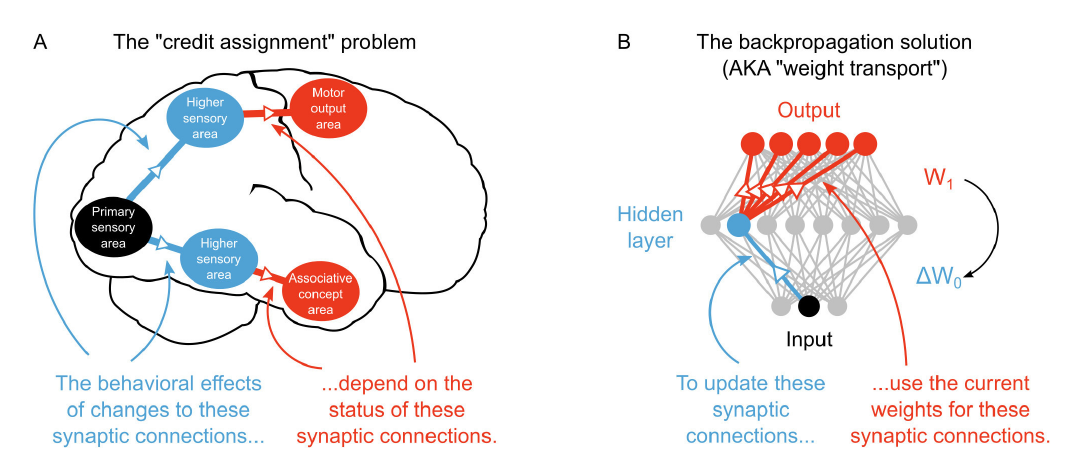 A
The "credit assignment" problem
Higher
sensory
area
Motor
output
area
Primary
sensory
area
Higher
sensory
area
Associative
concept
area
The behavioral effects
of changes to these
synaptic connections...
...depend on the
status of these
synaptic connections.
B
The backpropagation solution
(AKA "weight transport")
Output
W₁
Hidden
layer
ΔW₀
Input
To update these
synaptic
connections...
...use the current
weights for these
synaptic connections.